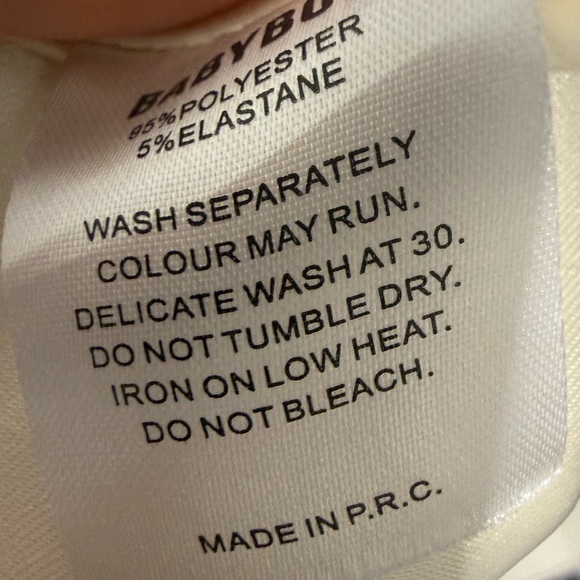 95%POLYESTER
5%ELASTANE
WASH SEPARATELY
COLOUR MAY RUN.
DELICATE WASH AT 30.
DO NOT TUMBLE DRY.
IRON ON LOW HEAT.
DO NOT BLEACH.
MADE IN P.R.C.